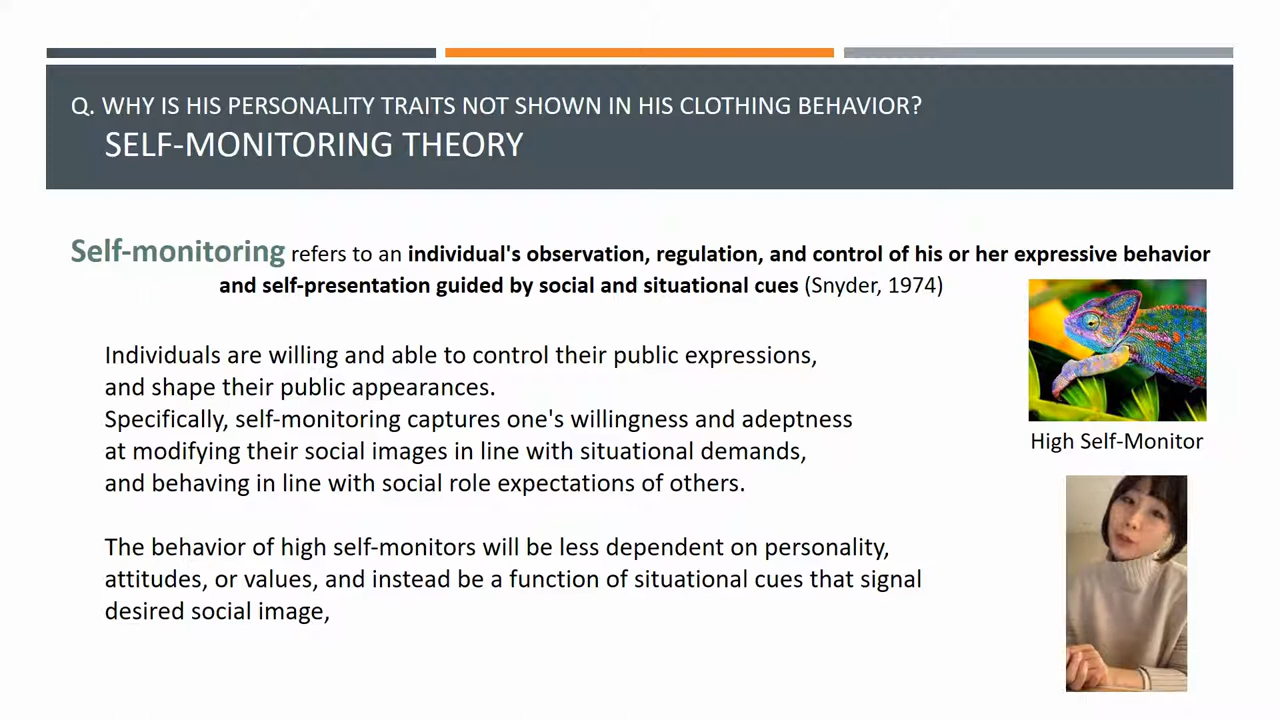 Q. WHY IS HIS PERSONALITY TRAITS NOT SHOWN IN HIS CLOTHING BEHAVIOR?
SELF-MONITORING THEORY
Self-monitoring refers to an individual's observation, regulation, and control of his or her expressive behavior
and self-presentation guided by social and situational cues (Snyder, 1974)
Individuals are willing and able to control their public expressions,
and shape their public appearances.
Specifically, self-monitoring captures one's willingness and adeptness
at modifying their social images in line with situational demands,
and behaving in line with social role expectations of others.
The behavior of high self-monitors will be less dependent on personality,
attitudes, or values, and instead be a function of situational cues that signal
desired social image,
High Self-Monitor